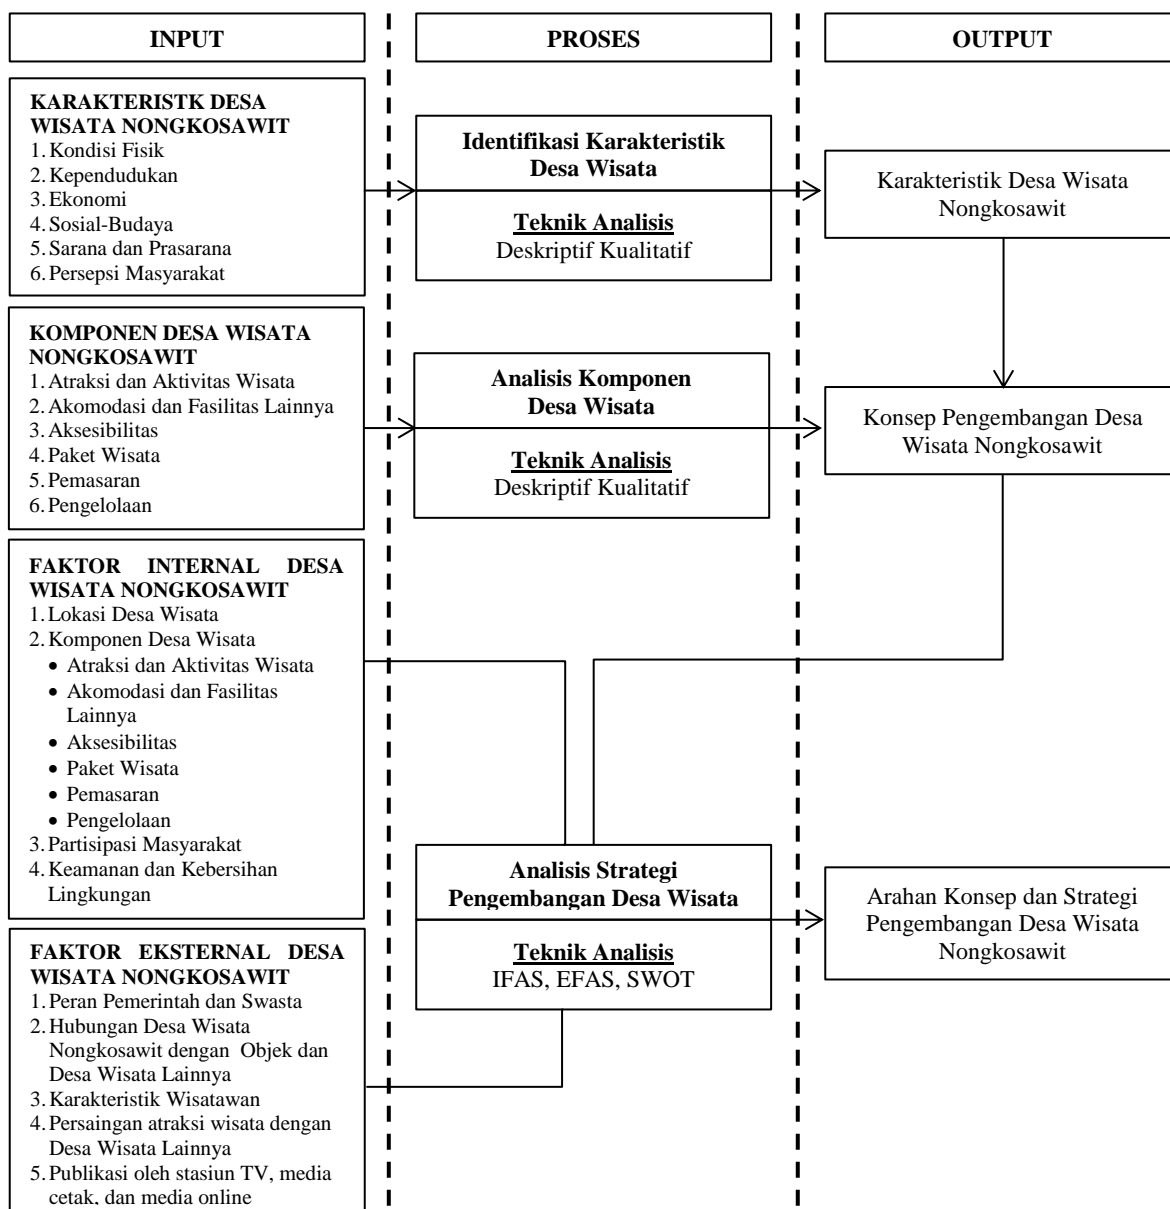 INPUT
PROSES
OUTPUT
KARAKTERISTK DESA
WISATA NONGKOSAWIT
1. Kondisi Fisik
2. Kependudukan
3. Ekonomi
4. Sosial-Budaya
5. Sarana dan Prasarana
6. Persepsi Masyarakat
Identifikasi Karakteristik
Desa Wisata
Teknik Analisis
Deskriptif Kualitatif
Karakteristik Desa Wisata
Nongkosawit
KOMPONEN DESA WISATA
NONGKOSAWIT
1. Atraksi dan Aktivitas Wisata
2. Akomodasi dan Fasilitas Lainnya
3. Aksesibilitas
4. Paket Wisata
5. Pemasaran
6. Pengelolaan
Analisis Komponen
Desa Wisata
Teknik Analisis
Deskriptif Kualitatif
Konsep Pengembangan Desa
Wisata Nongkosawit
FAKTOR INTERNAL DESA
WISATA NONGKOSAWIT
1. Lokasi Desa Wisata
2. Komponen Desa Wisata
• Atraksi dan Aktivitas Wisata
• Akomodasi dan Fasilitas
Lainnya
• Aksesibilitas
• Paket Wisata
• Pemasaran
• Pengelolaan
3. Partisipasi Masyarakat
4. Keamanan dan Kebersihan
Lingkungan
Analisis Strategi
Pengembangan Desa Wisata
Teknik Analisis
IFAS, EFAS, SWOT
Arahan Konsep dan Strategi
Pengembangan Desa Wisata
Nongkosawit
FAKTOR EKSTERNAL DESA
WISATA NONGKOSAWIT
1. Peran Pemerintah dan Swasta
2. Hubungan Desa Wisata
Nongkosawit dengan Objek dan
Desa Wisata Lainnya
3. Karakteristik Wisatawan
4. Persaingan atraksi wisata dengan
Desa Wisata Lainnya
5. Publikasi oleh stasiun TV, media
cetak, dan media online